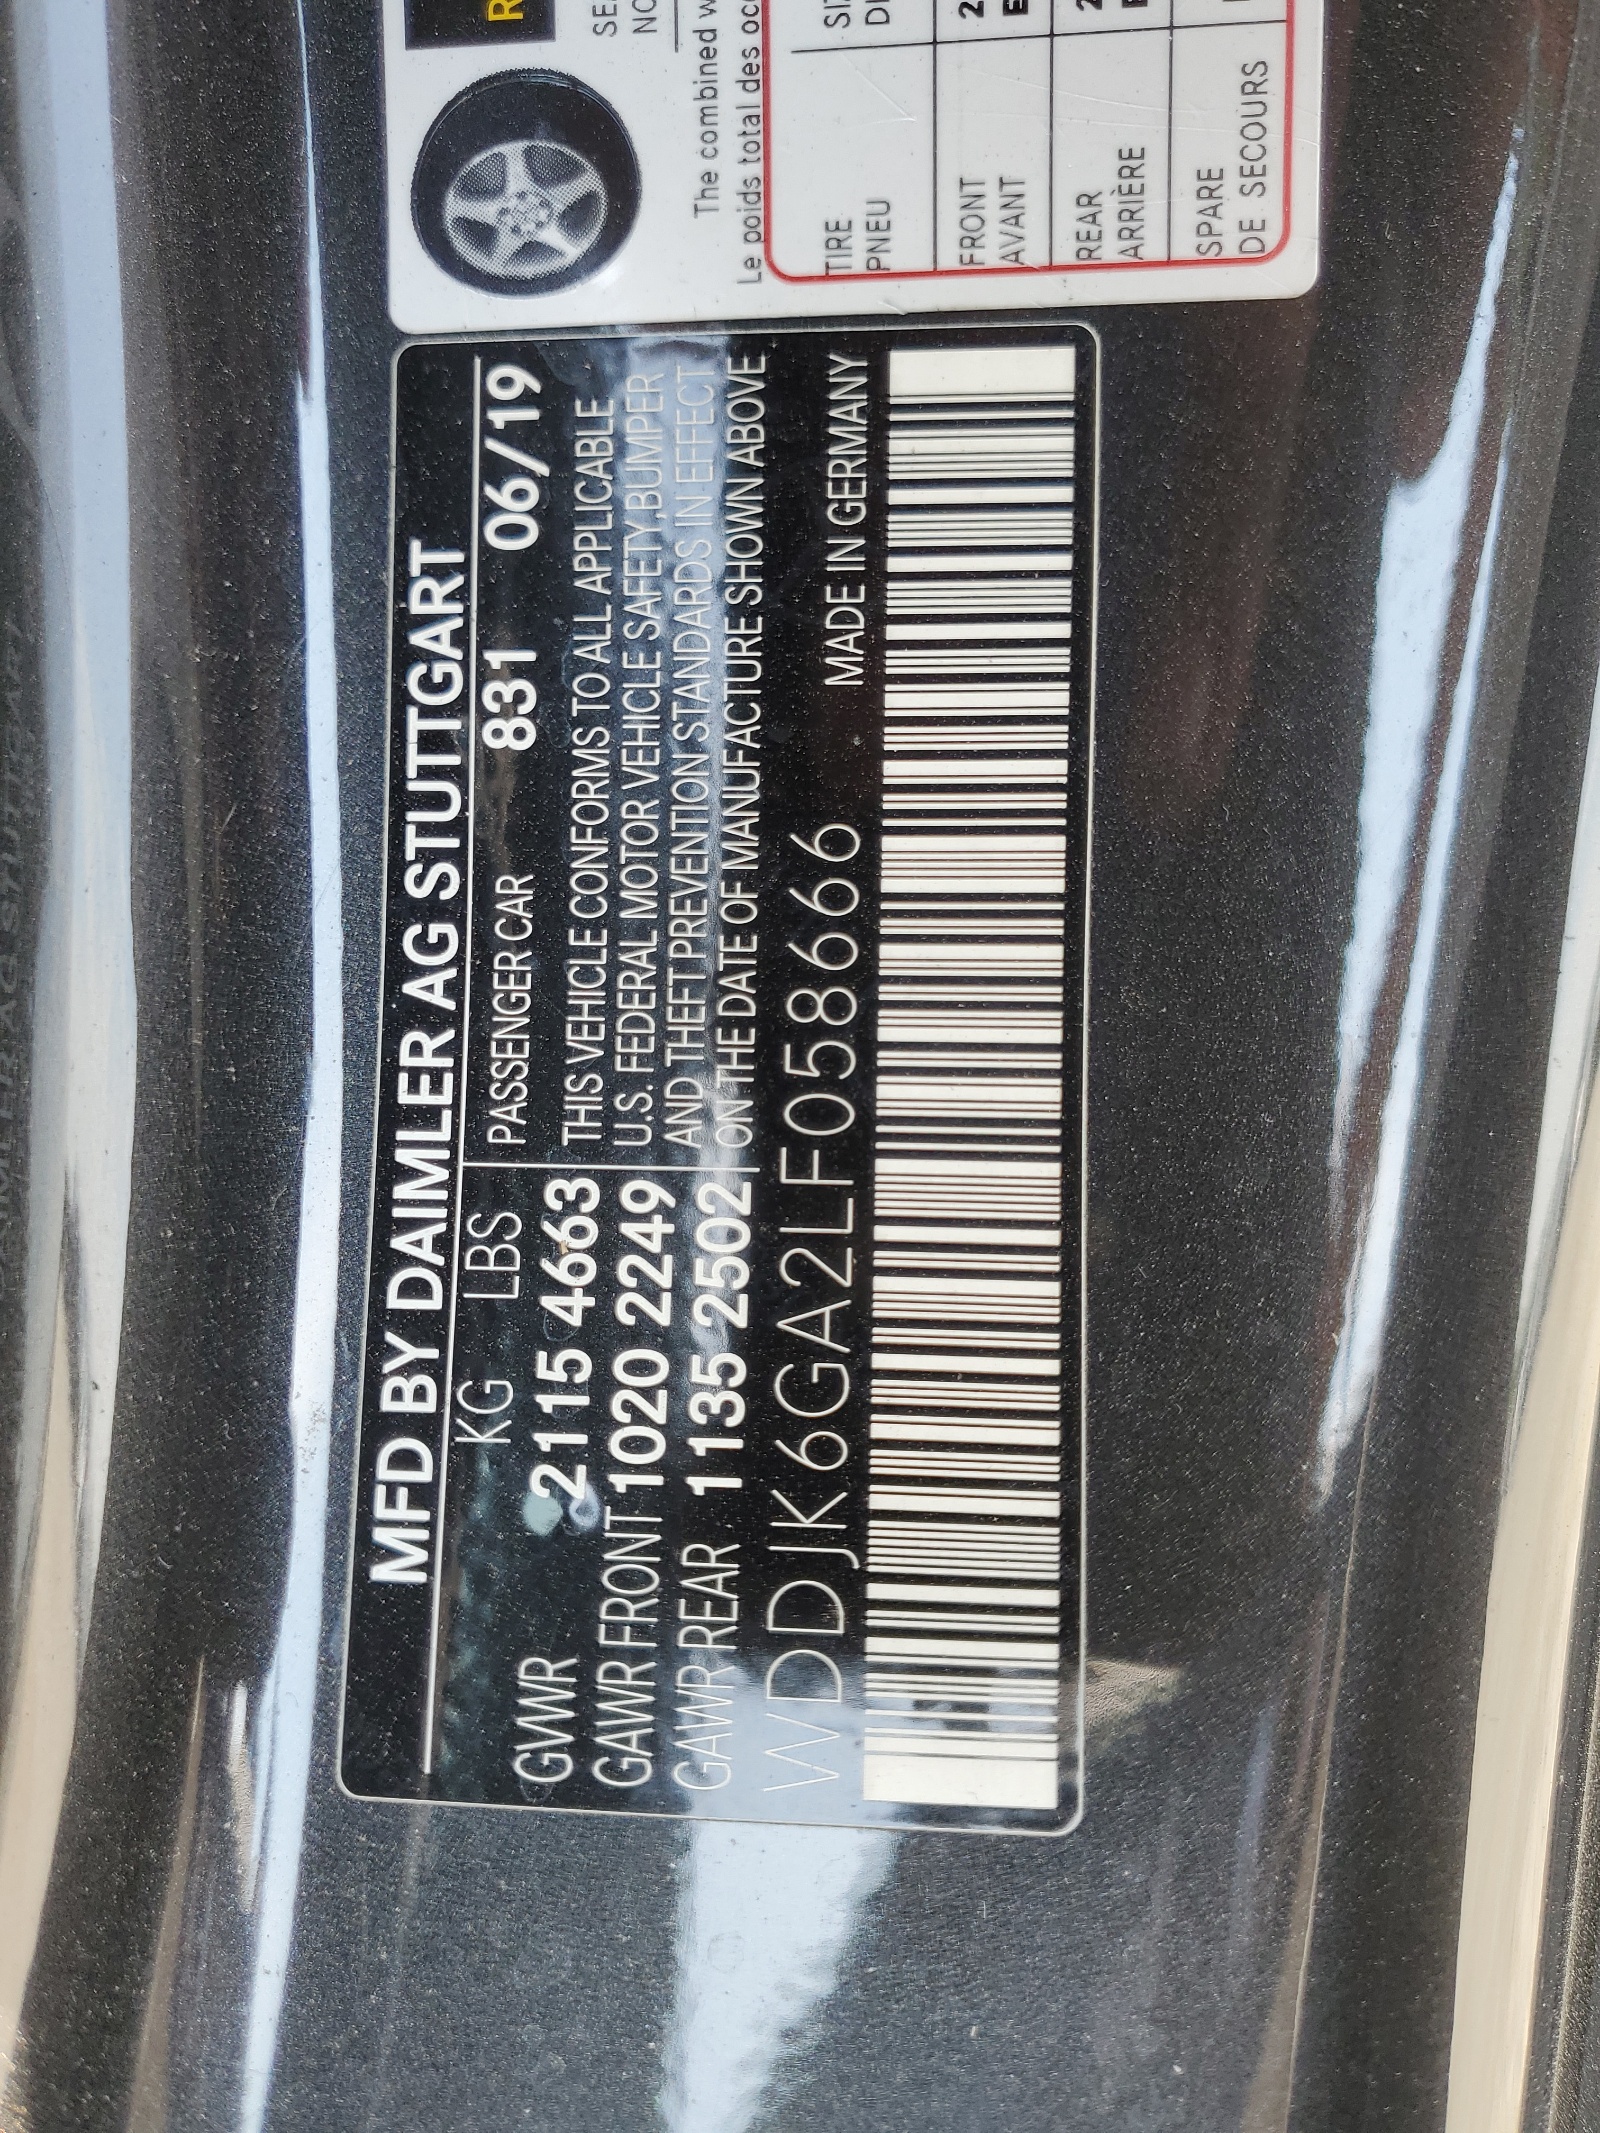 MFD BY DAIMLER AG STUTTGART
KG LBS PASSENGER CAR 831 06/19
GVWR 2115 4663 THIS VEHICLE CONFORMS TO ALL APPLICABLE
GAWR FRONT 1020 2249 U.S. FEDERAL MOTOR VEHICLE SAFETY,BUMPER
GAWR REAR 1135 2502 AND THEFT PREVENTION STANDARDS IN EFFECT
ON THE DATE OF MANUFACTURE SHOWN ABOVE
WDDJK6GA2LF058666 MADE IN GERMANY
The combined
Le poids total des
TIRE
PNEU
FRONT
AVANT
REAR
ARRIÈRE
SPARE
DE SECOURS